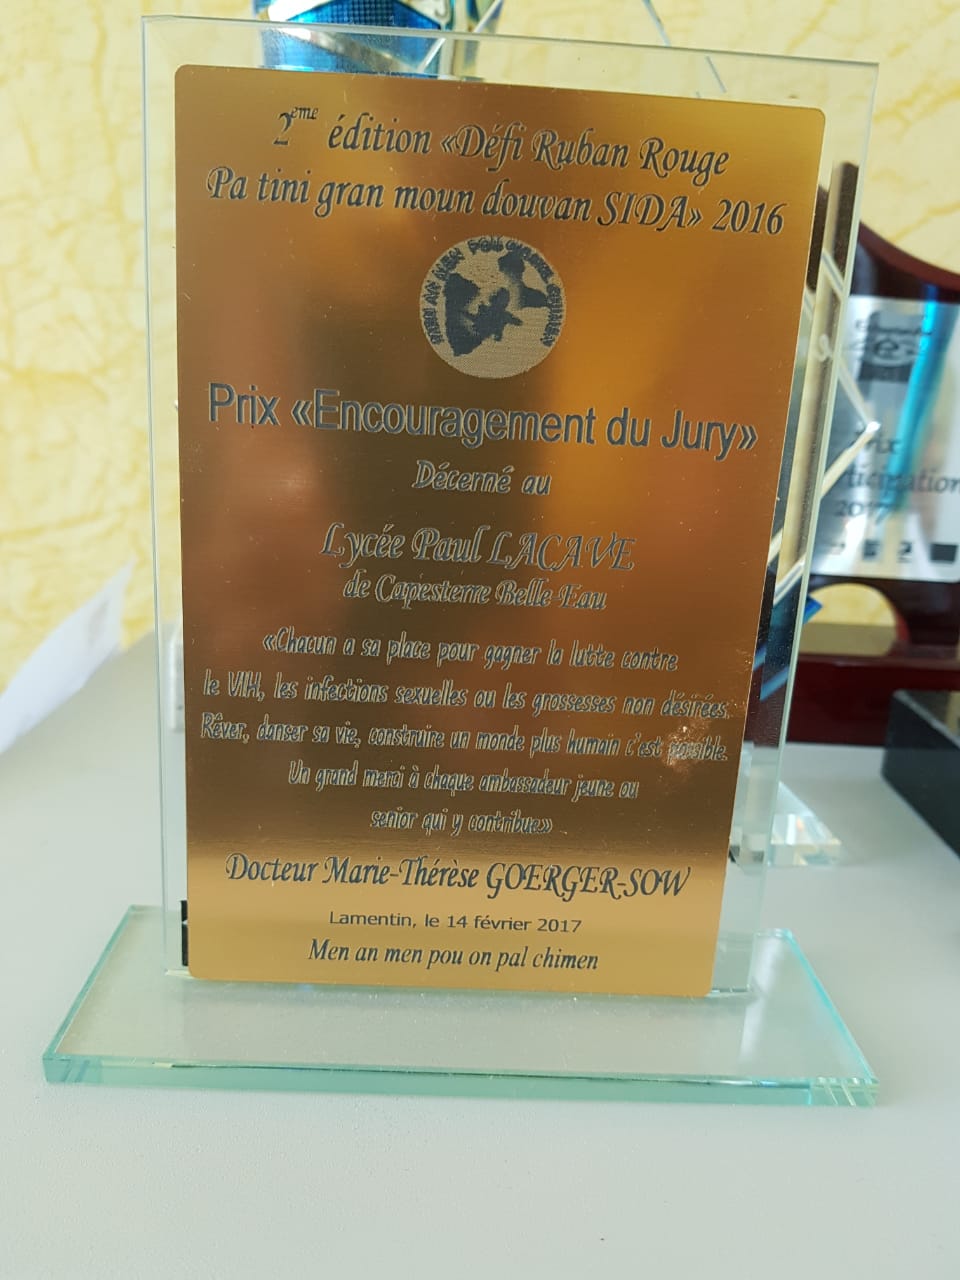 2eme édition «Défi Ruban Rouge
Pa tini gran moun douvan SIDA» 2016
Prix «Encouragement du Jury»
Décerné au
Lycée Paul LACAVE
de Capesterre Belle-Eau
«Chacun a sa place pour gagner la lutte contre
le VIH, les infections sexuelles ou les grossesses non désirées.
Rêver, danser sa vie, construire un monde plus humain c'est possible.
Un grand merci à chaque ambassadeur jeune ou
senior qui y contribue»
Docteur Marie-Thérèse GOERGER-SOW
Lamentin, le 14 février 2017
Men an men pou on pal chimen
2017